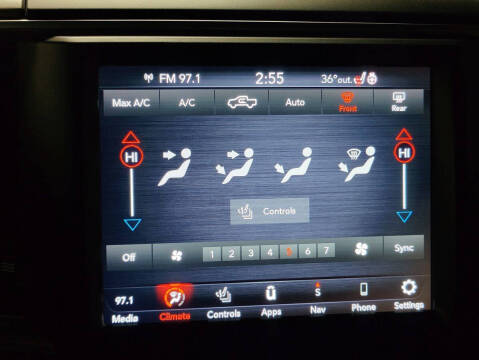 FM 97.1 2:55 36°out.
Max A/C A/C Auto Front Rear
HI HI
Controls
Off 1 2 3 4 5 6 7 Sync
97.1 S
Media Climate Controls Apps Nav Phone Settings